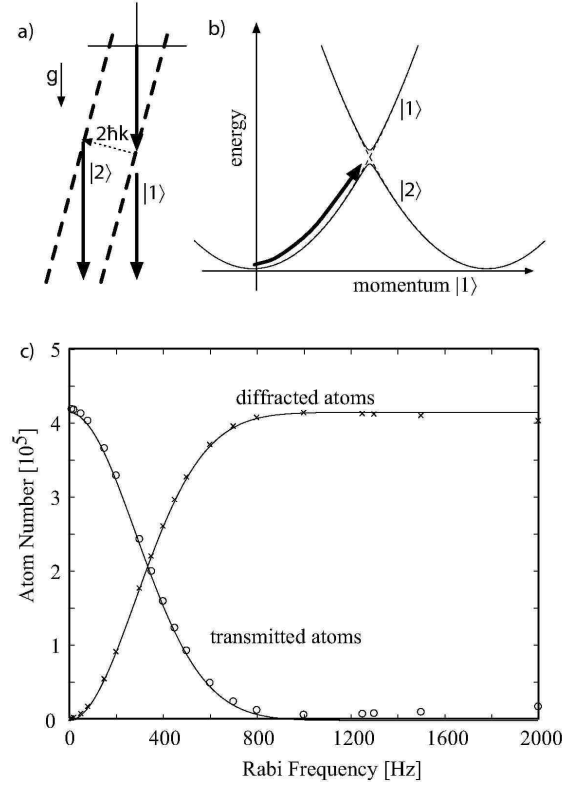 a)
g
2ħk
|2⟩
|1⟩
b)
energy
|1⟩
|2⟩
momentum |1⟩
c)
5
4
3
2
1
0
Atom Number [10⁵]
diffracted atoms
transmitted atoms
0 400 800 1200 1600 2000
Rabi Frequency [Hz]